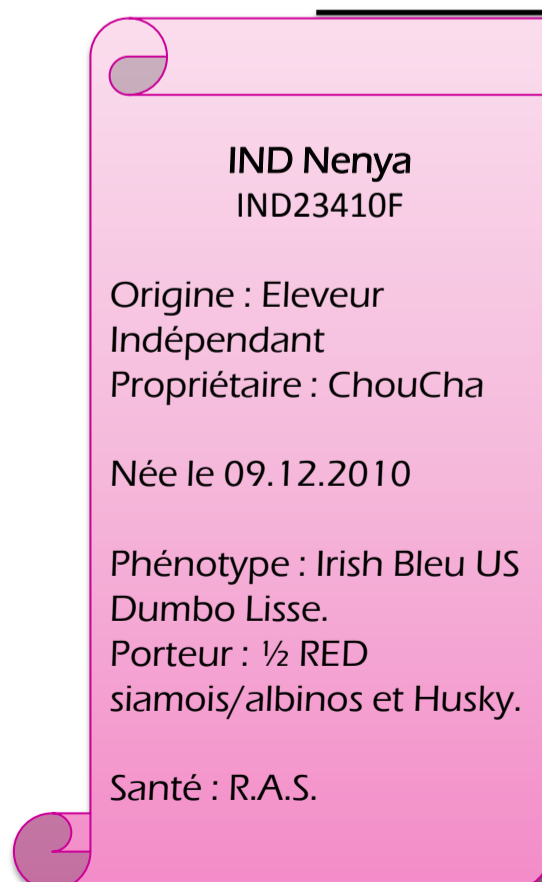 IND Nenya
IND23410F
Origine : Eleveur
Indépendant
Propriétaire : ChouCha
Née le 09.12.2010
Phénotype : Irish Bleu US
Dumbo Lisse.
Porteur : ½ RED
siamois/albinos et Husky.
Santé : R.A.S.